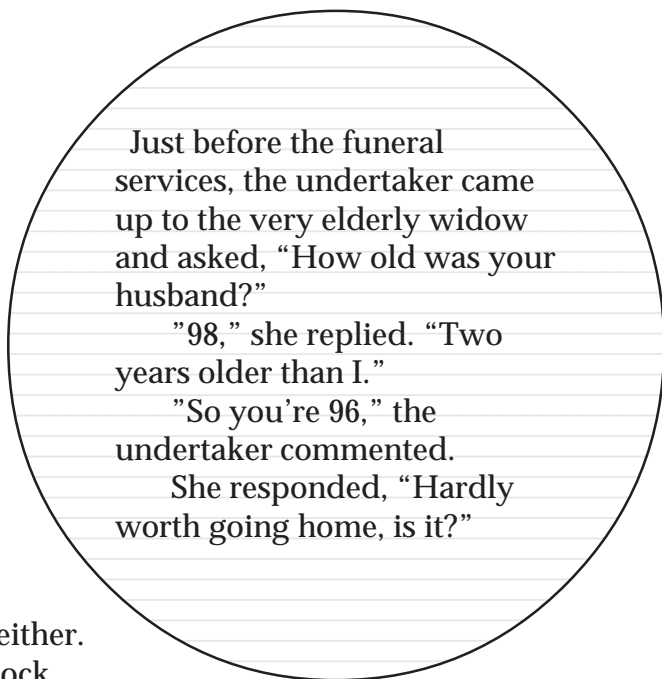 Just before the funeral
services, the undertaker came
up to the very elderly widow
and asked, “How old was your
husband?”
”98,” she replied. “Two
years older than I.”
”So you're 96,” the
undertaker commented.
She responded, “Hardly
worth going home, is it?”
either.
ock